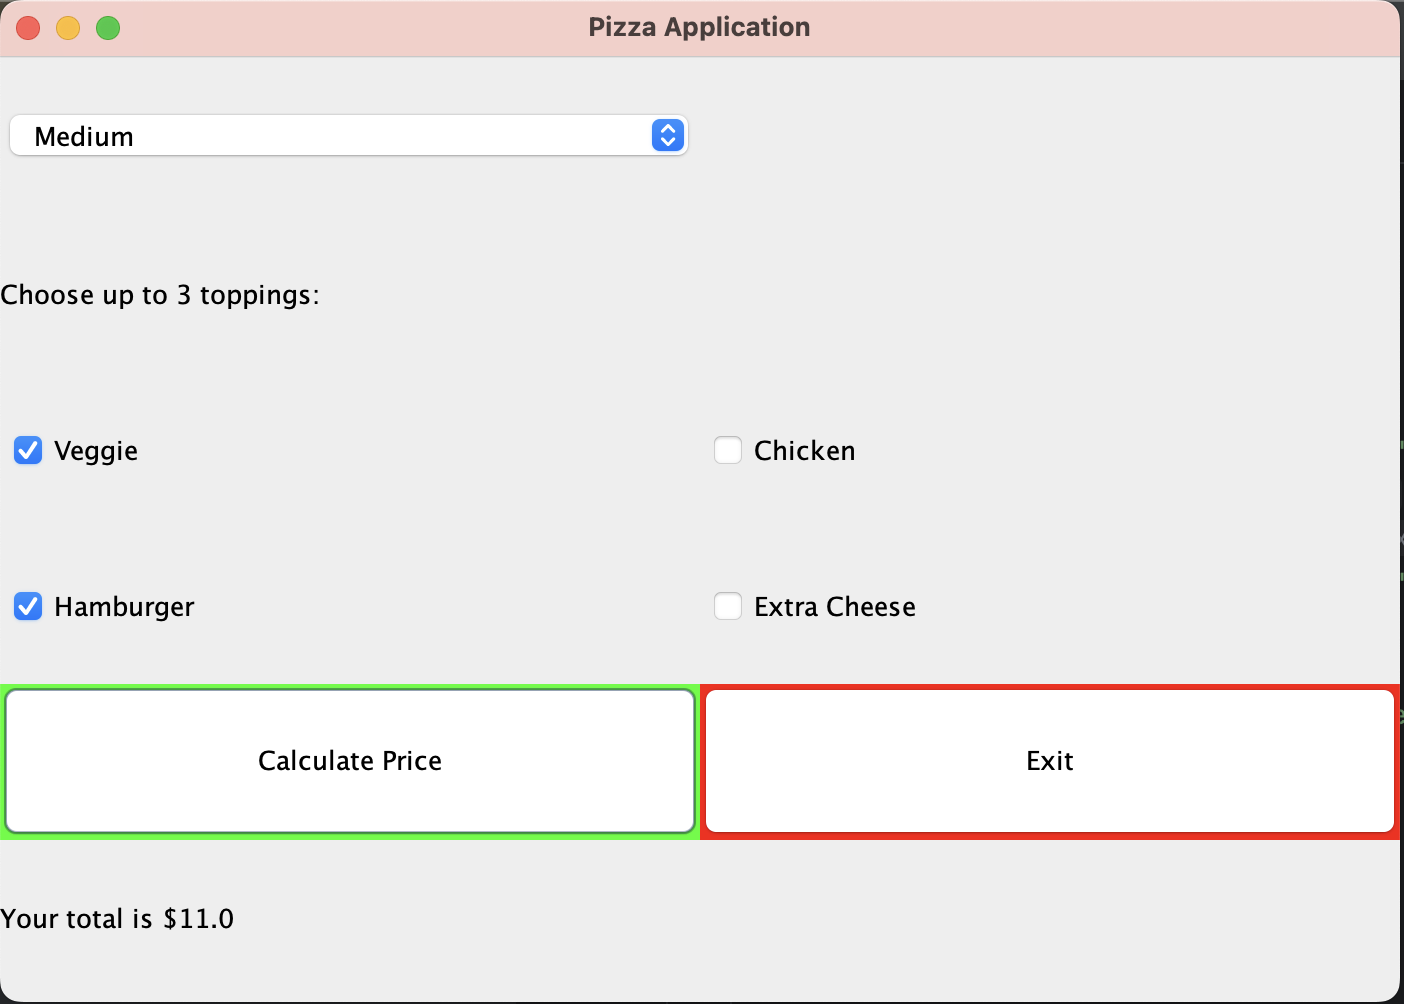 Pizza Application
Medium
Choose up to 3 toppings:
Veggie
Chicken
Hamburger
Extra Cheese
Calculate Price
Exit
Your total is $11.0